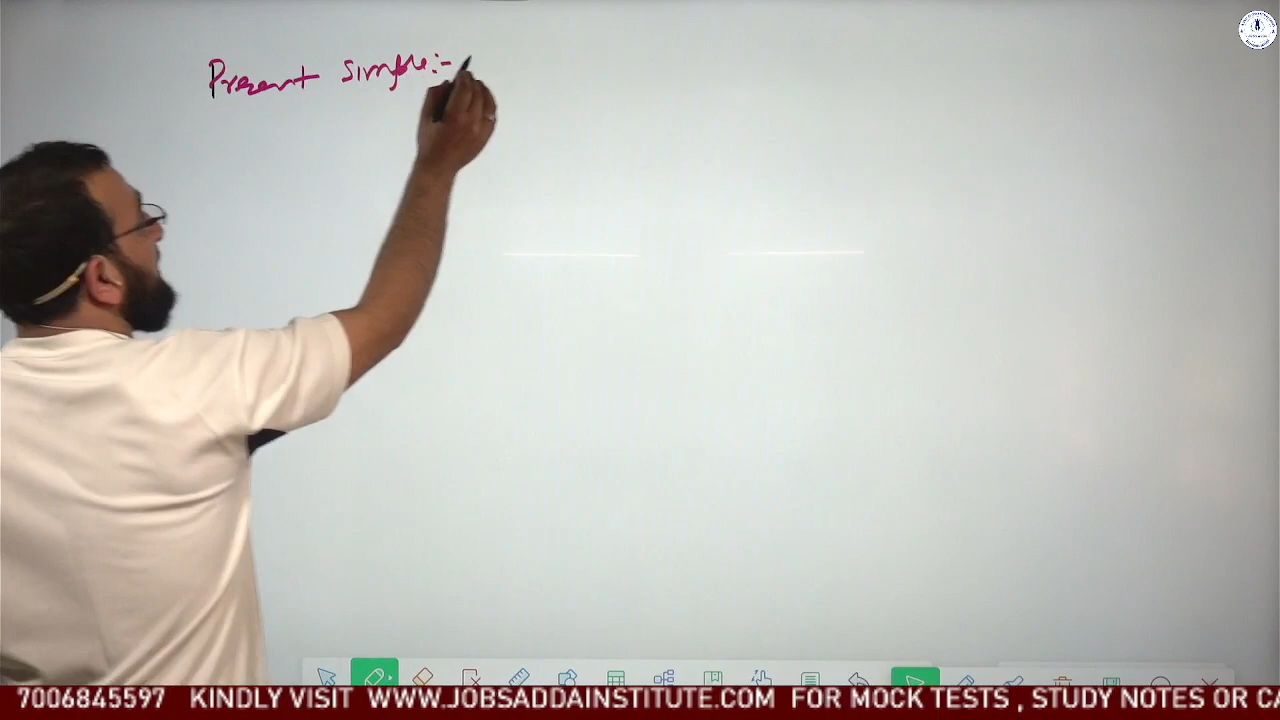 Present Simple:-
7006845597 KINDLY VISIT WWW.JOBSADDAINSTITUTE.COM FOR MOCK TESTS , STUDY NOTES OR CA